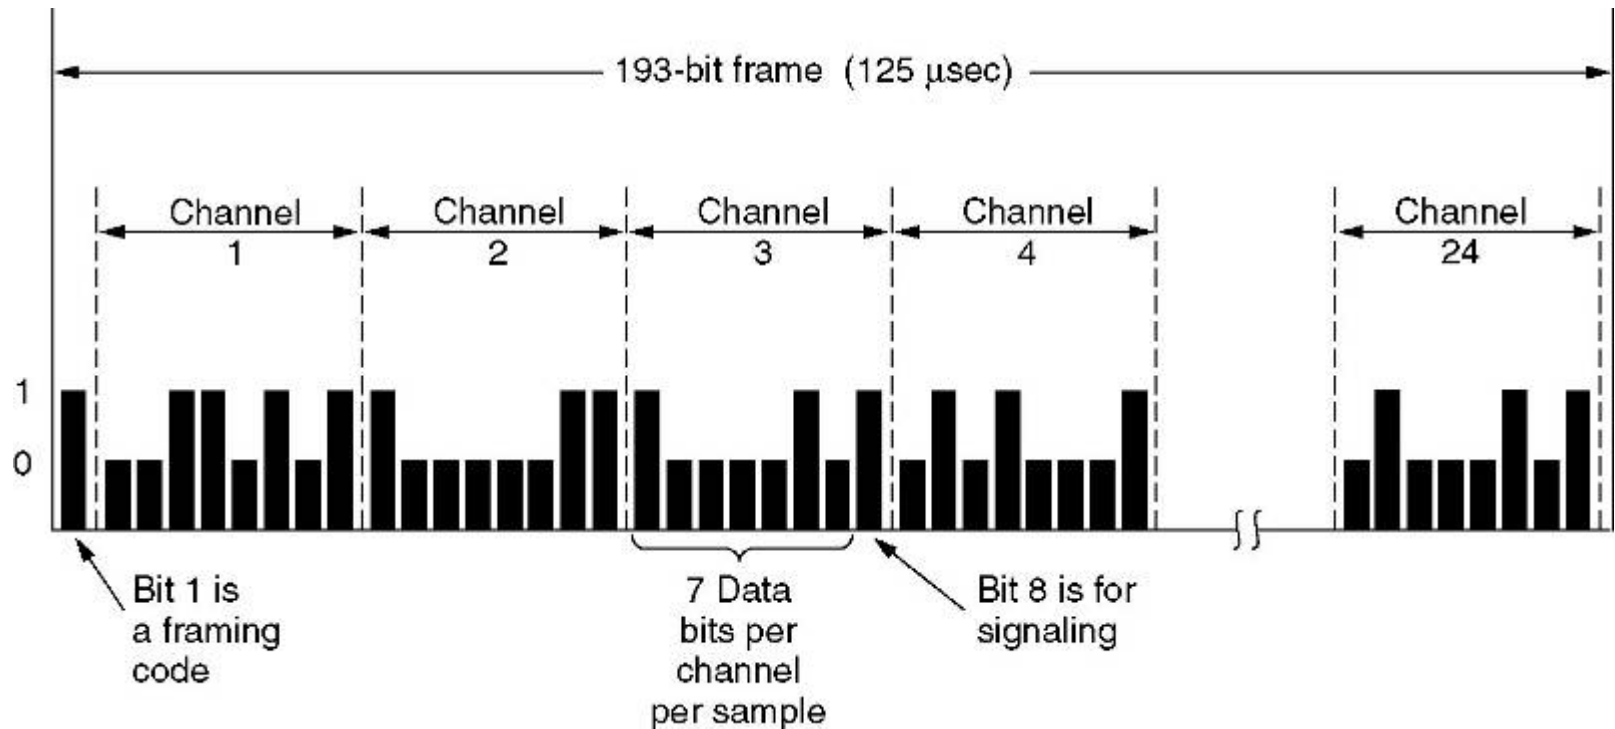 193-bit frame (125 μsec)
Channel
1
Channel
2
Channel
3
Channel
4
Channel
24
1
0
Bit 1 is
a framing
code
7 Data
bits per
channel
per sample
Bit 8 is for
signaling